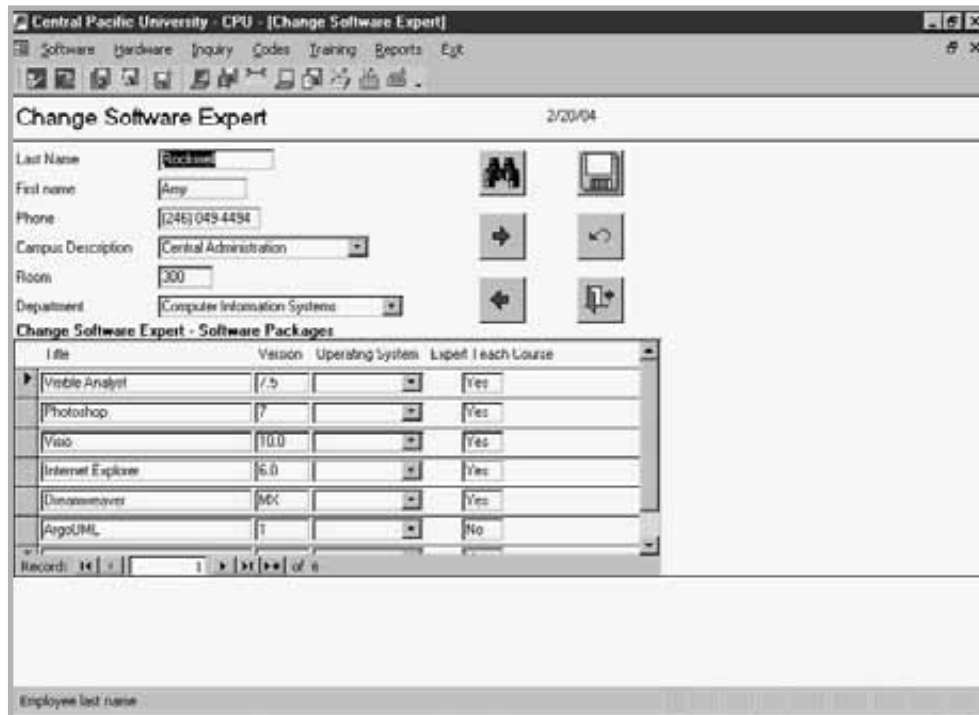 Central Pacific University - CPU - [Change Software Expert]
Software Hardware Inquiry Codes Training Reports Exit
Change Software Expert 2/20/04
Last Name Rockwell
First name Amy
Phone (246) 049-4494
Campus Description Central Administration
Room 300
Department Computer Information Systems
Change Software Expert - Software Packages
Title Version Operating System Expert Teach Course
Visible Analyst 7.5 Yes
Photoshop 7 Yes
Visio 10.0 Yes
Internet Explorer 6.0 Yes
Dreamweaver MX Yes
ArgoUML 1 No
Record: 1 of 6
Employee last name